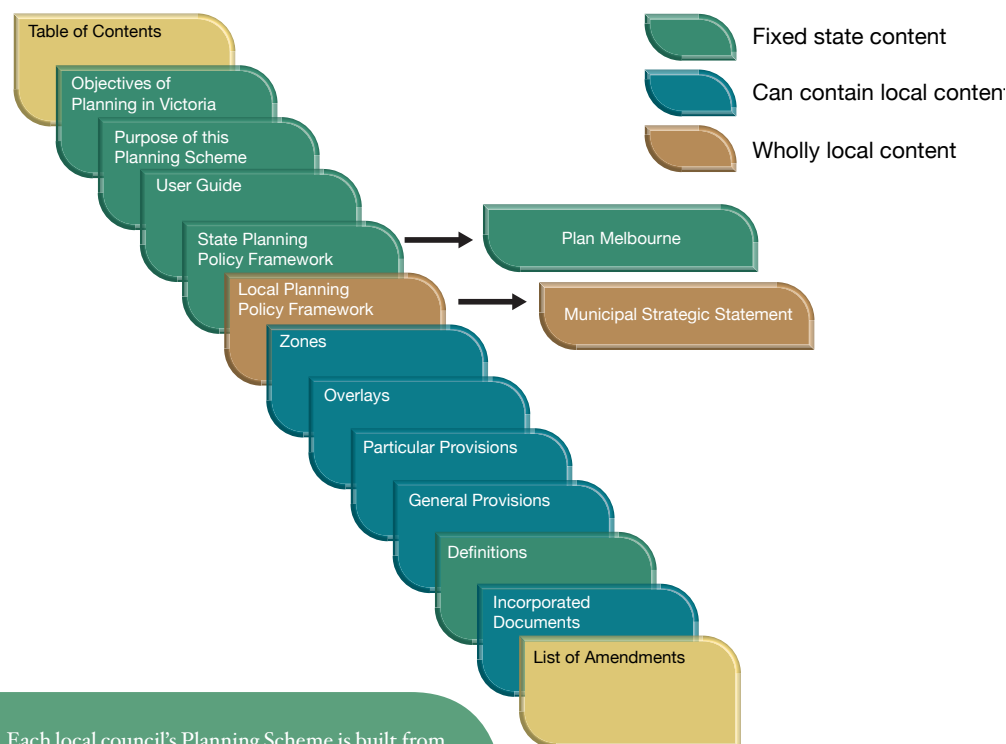 Table of Contents
Objectives of
Planning in Victoria
Purpose of this
Planning Scheme
User Guide
State Planning
Policy Framework
Local Planning
Policy Framework
Zones
Overlays
Particular Provisions
General Provisions
Definitions
Incorporated
Documents
List of Amendments
Plan Melbourne
Municipal Strategic Statement
Fixed state content
Can contain local content
Wholly local content
Each local council's Planning Scheme is built from